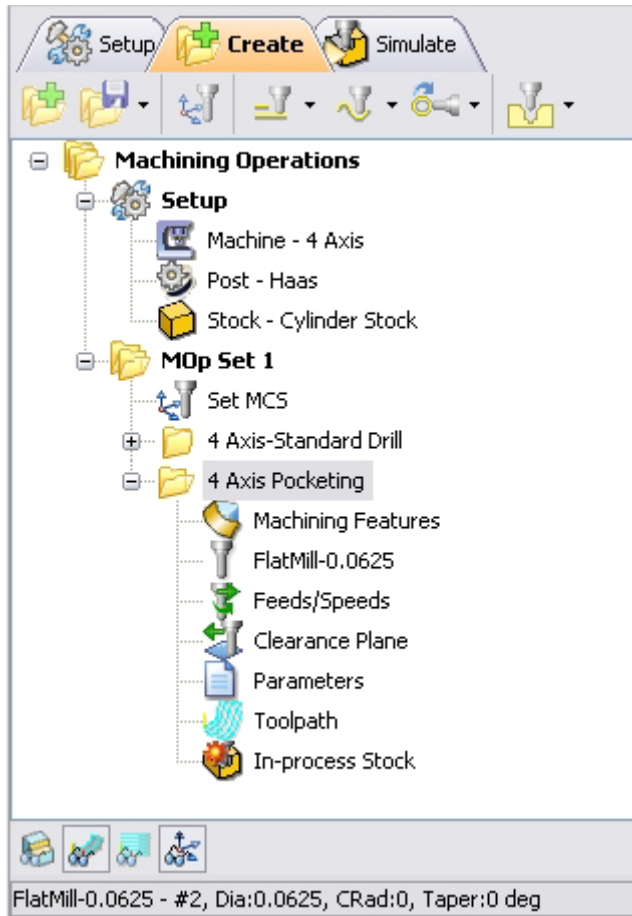 Setup Create Simulate
Machining Operations
Setup
Machine - 4 Axis
Post - Haas
Stock - Cylinder Stock
MOp Set 1
Set MCS
4 Axis-Standard Drill
4 Axis Pocketing
Machining Features
FlatMill-0.0625
Feeds/Speeds
Clearance Plane
Parameters
Toolpath
In-process Stock
FlatMill-0.0625 - #2, Dia:0.0625, CRad:0, Taper:0 deg